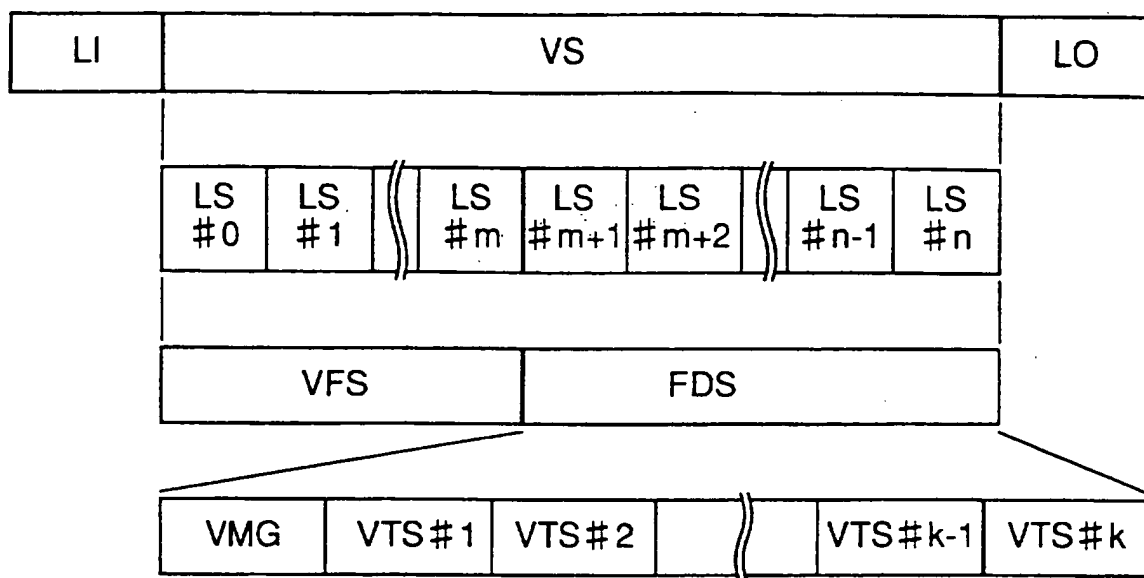 LI VS LO
LS LS LS LS LS LS LS
#0 #1 #m #m+1 #m+2 #n-1 #n
VFS FDS
VMG VTS#1 VTS#2 VTS#k-1 VTS#k